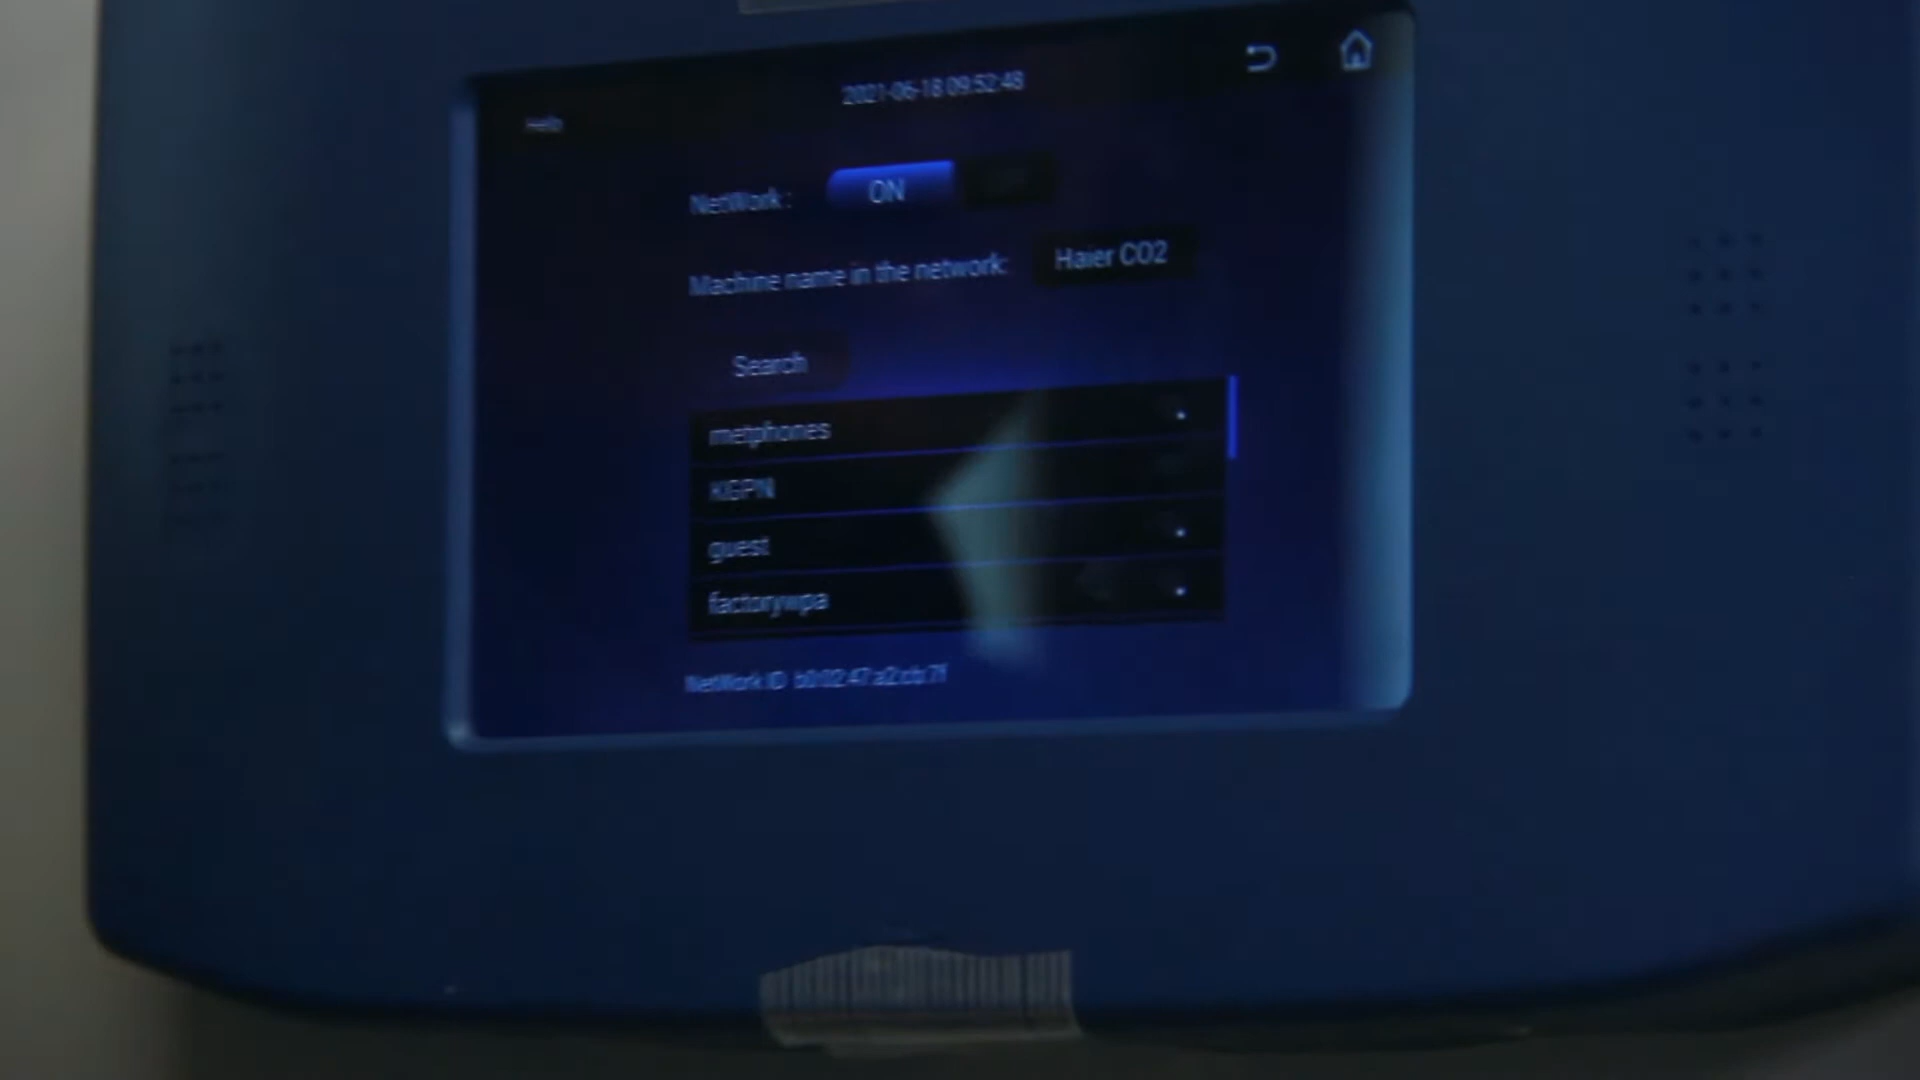 2021-06-18 09:52:48
Hello
NetWork :
ON
Machine name in the network:
Haier CO2
Search
metphones
KGPN
guest
factorywpa
NetWork ID